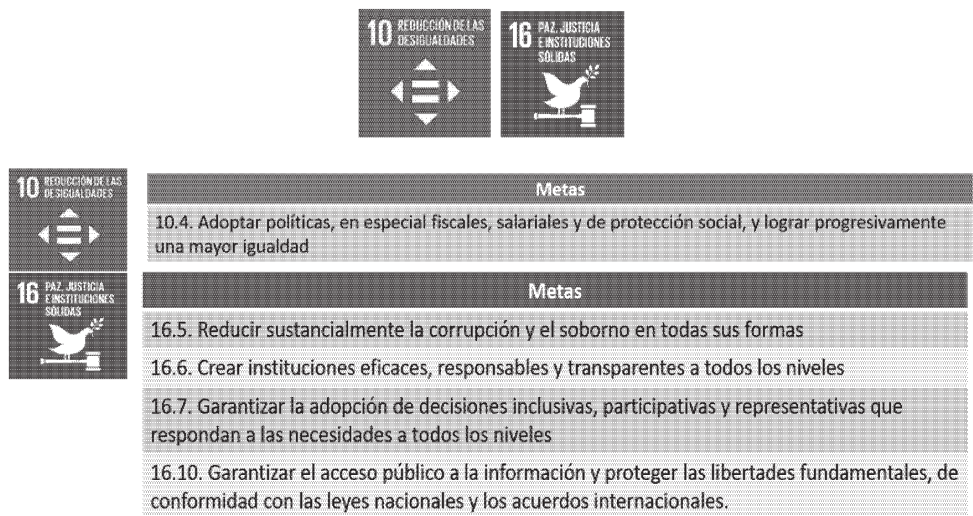 10 REDUCCIÓN DE LAS
DESIGUALDADES
16 PAZ, JUSTICIA
E INSTITUCIONES
SÓLIDAS
10 REDUCCIÓN DE LAS
DESIGUALDADES
Metas
10.4. Adoptar políticas, en especial fiscales, salariales y de protección social, y lograr progresivamente
una mayor igualdad
16 PAZ, JUSTICIA
E INSTITUCIONES
SÓLIDAS
Metas
16.5. Reducir sustancialmente la corrupción y el soborno en todas sus formas
16.6. Crear instituciones eficaces, responsables y transparentes a todos los niveles
16.7. Garantizar la adopción de decisiones inclusivas, participativas y representativas que
respondan a las necesidades a todos los niveles
16.10. Garantizar el acceso público a la información y proteger las libertades fundamentales, de
conformidad con las leyes nacionales y los acuerdos internacionales.